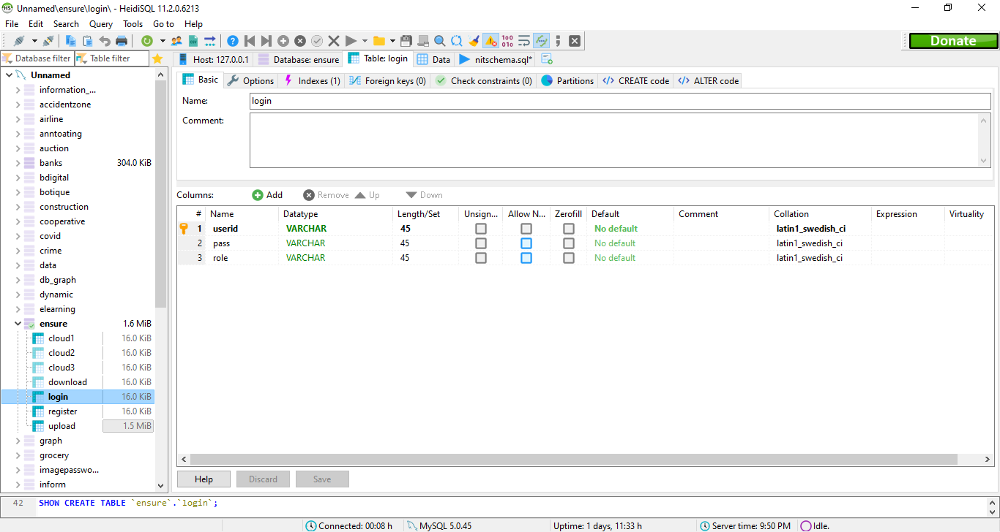 HS Unnamed\ensure\login\ - HeidiSQL 11.2.0.6213
File Edit Search Query Tools Go to Help
Donate
Database filter Table filter
Host: 127.0.0.1 Database: ensure Table: login Data nitschema.sql*
Unnamed
information_...
accidentzone
airline
anntoating
auction
banks 304.0 KiB
bdigital
botique
construction
cooperative
covid
crime
data
db_graph
dynamic
elearning
ensure 1.6 MiB
cloud1 16.0 KiB
cloud2 16.0 KiB
cloud3 16.0 KiB
download 16.0 KiB
login 16.0 KiB
register 16.0 KiB
upload 1.5 MiB
graph
grocery
imagepasswo...
inform
Basic Options Indexes (1) Foreign keys (0) Check constraints (0) Partitions CREATE code ALTER code
Name: login
Comment:
Columns: Add Remove Up Down
# Name Datatype Length/Set Unsign... Allow N... Zerofill Default Comment Collation Expression Virtuality
1 userid VARCHAR 45 No default latin1_swedish_ci
2 pass VARCHAR 45 No default latin1_swedish_ci
3 role VARCHAR 45 No default latin1_swedish_ci
Help Discard Save
42 SHOW CREATE TABLE `ensure`.`login`;
Connected: 00:08 h MySQL 5.0.45 Uptime: 1 days, 11:33 h Server time: 9:50 PM Idle.